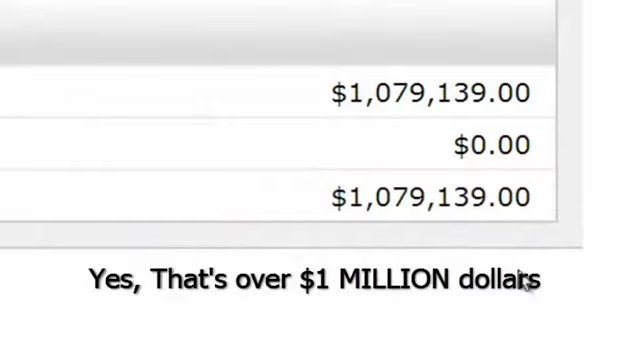 $1,079,139.00
$0.00
$1,079,139.00
Yes, That's over $1 MILLION dollars